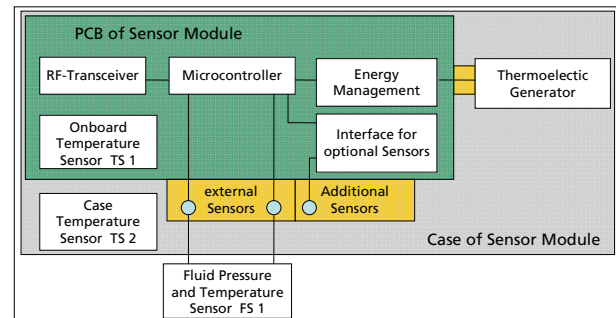 PCB of Sensor Module
RF-Transceiver
Microcontroller
Energy
Management
Thermoelectic
Generator
Onboard
Temperature
Sensor TS 1
Interface for
optional Sensors
external
Sensors
Additional
Sensors
Case
Temperature
Sensor TS 2
Case of Sensor Module
Fluid Pressure
and Temperature
Sensor FS 1